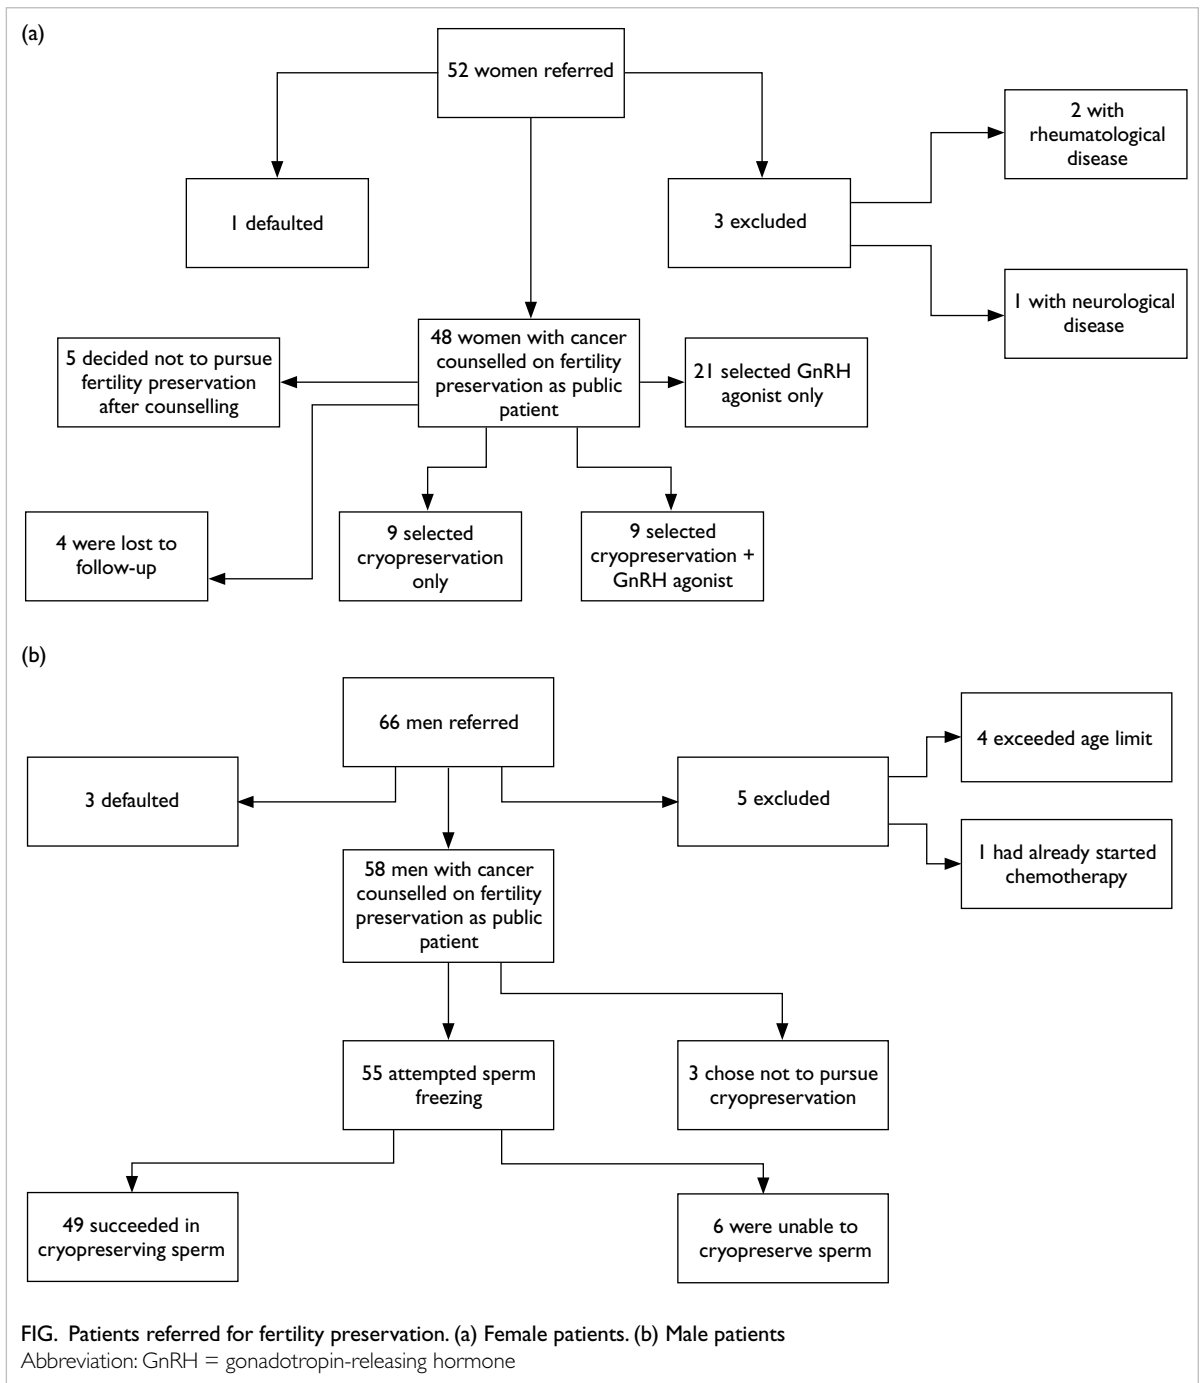 (a)
52 women referred
2 with
rheumatological
disease
1 defaulted
3 excluded
1 with neurological
disease
48 women with cancer
counselled on fertility
preservation as public
patient
5 decided not to pursue
fertility preservation
after counselling
21 selected GnRH
agonist only
4 were lost to
follow-up
9 selected
cryopreservation
only
9 selected
cryopreservation +
GnRH agonist
(b)
66 men referred
4 exceeded age limit
3 defaulted
5 excluded
1 had already started
chemotherapy
58 men with cancer
counselled on fertility
preservation as public
patient
55 attempted sperm
freezing
3 chose not to pursue
cryopreservation
49 succeeded in
cryopreserving sperm
6 were unable to
cryopreserve sperm
FIG. Patients referred for fertility preservation. (a) Female patients. (b) Male patients
Abbreviation: GnRH = gonadotropin-releasing hormone